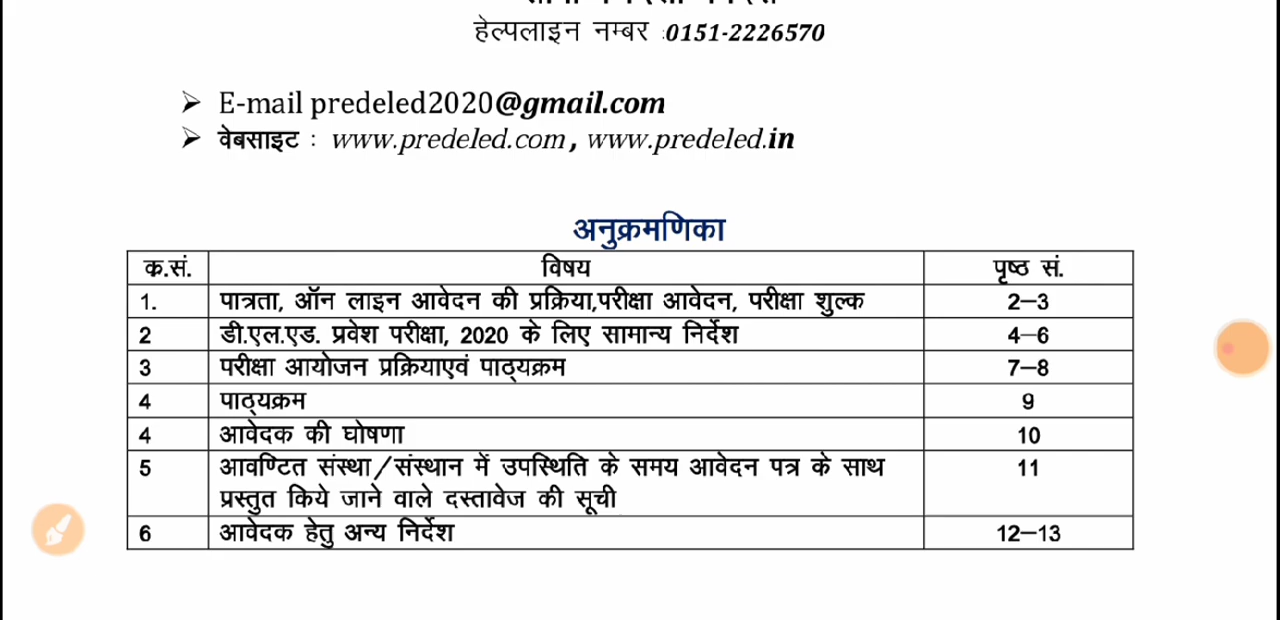 हेल्पलाइन नम्बर :0151-2226570
➢ E-mail predeled2020@gmail.com
➢ वेबसाइट : www.predeled.com, www.predeled.in
अनुक्रमणिका
क.सं. विषय पृष्ठ सं.
1. पात्रता, ऑन लाइन आवेदन की प्रक्रिया,परीक्षा आवेदन, परीक्षा शुल्क 2–3
2 डी.एल.एड. प्रवेश परीक्षा, 2020 के लिए सामान्य निर्देश 4–6
3 परीक्षा आयोजन प्रक्रियाएवं पाठ्यक्रम 7–8
4 पाठ्यक्रम 9
4 आवेदक की घोषणा 10
5 आवण्टित संस्था/संस्थान में उपस्थिति के समय आवेदन पत्र के साथ 11
प्रस्तुत किये जाने वाले दस्तावेज की सूची
6 आवेदक हेतु अन्य निर्देश 12–13